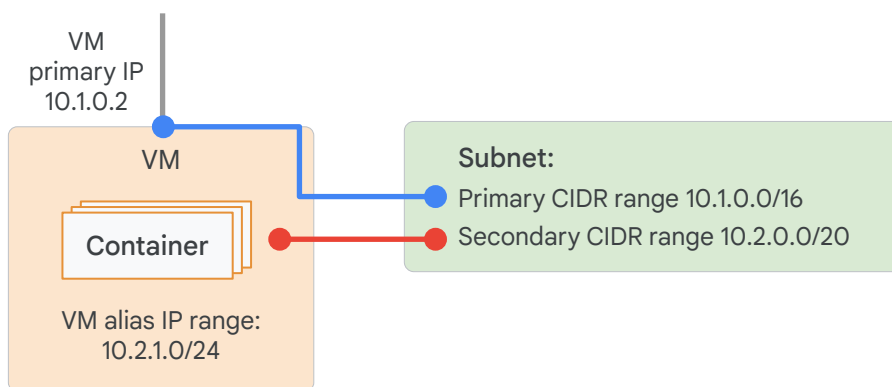 VM
primary IP
10.1.0.2
VM
Container
VM alias IP range:
10.2.1.0/24
Subnet:
Primary CIDR range 10.1.0.0/16
Secondary CIDR range 10.2.0.0/20